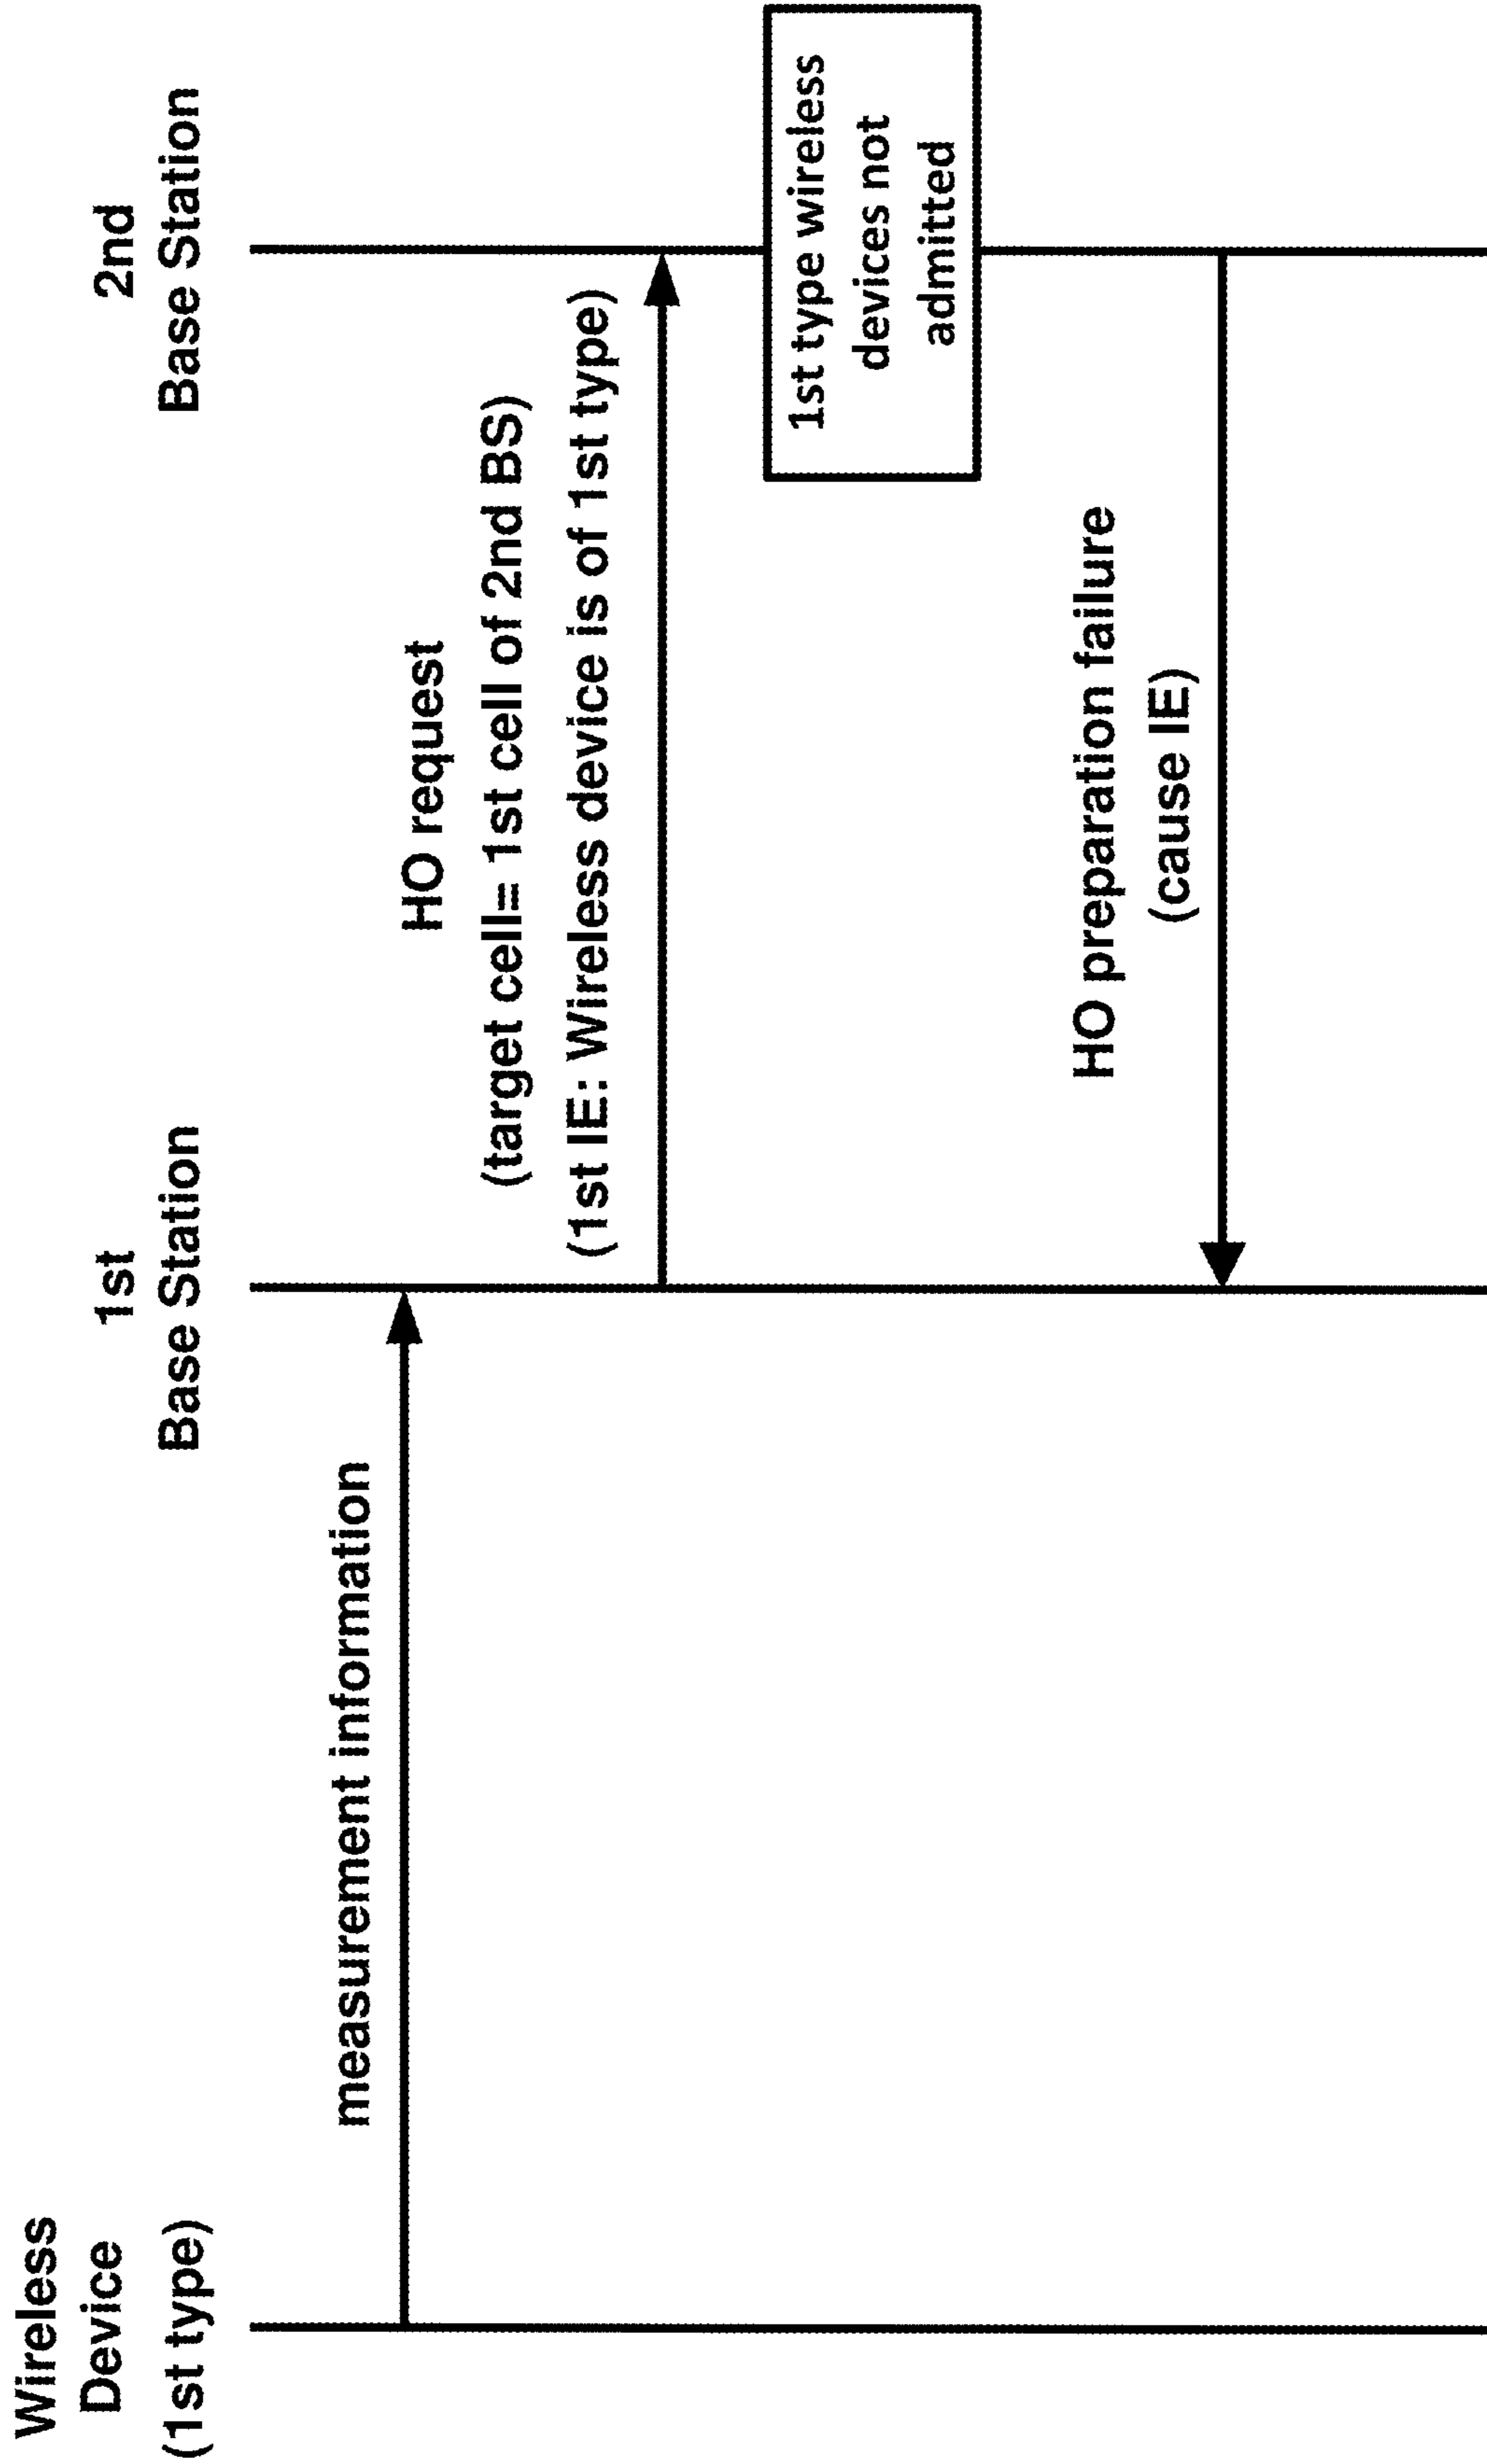 Wireless
Device
(1st type)
1st
Base Station
2nd
Base Station
measurement information
HO request
(target cell= 1st cell of 2nd BS)
(1st IE: Wireless device is of 1st type)
1st type wireless
devices not
admitted
HO preparation failure
(cause IE)